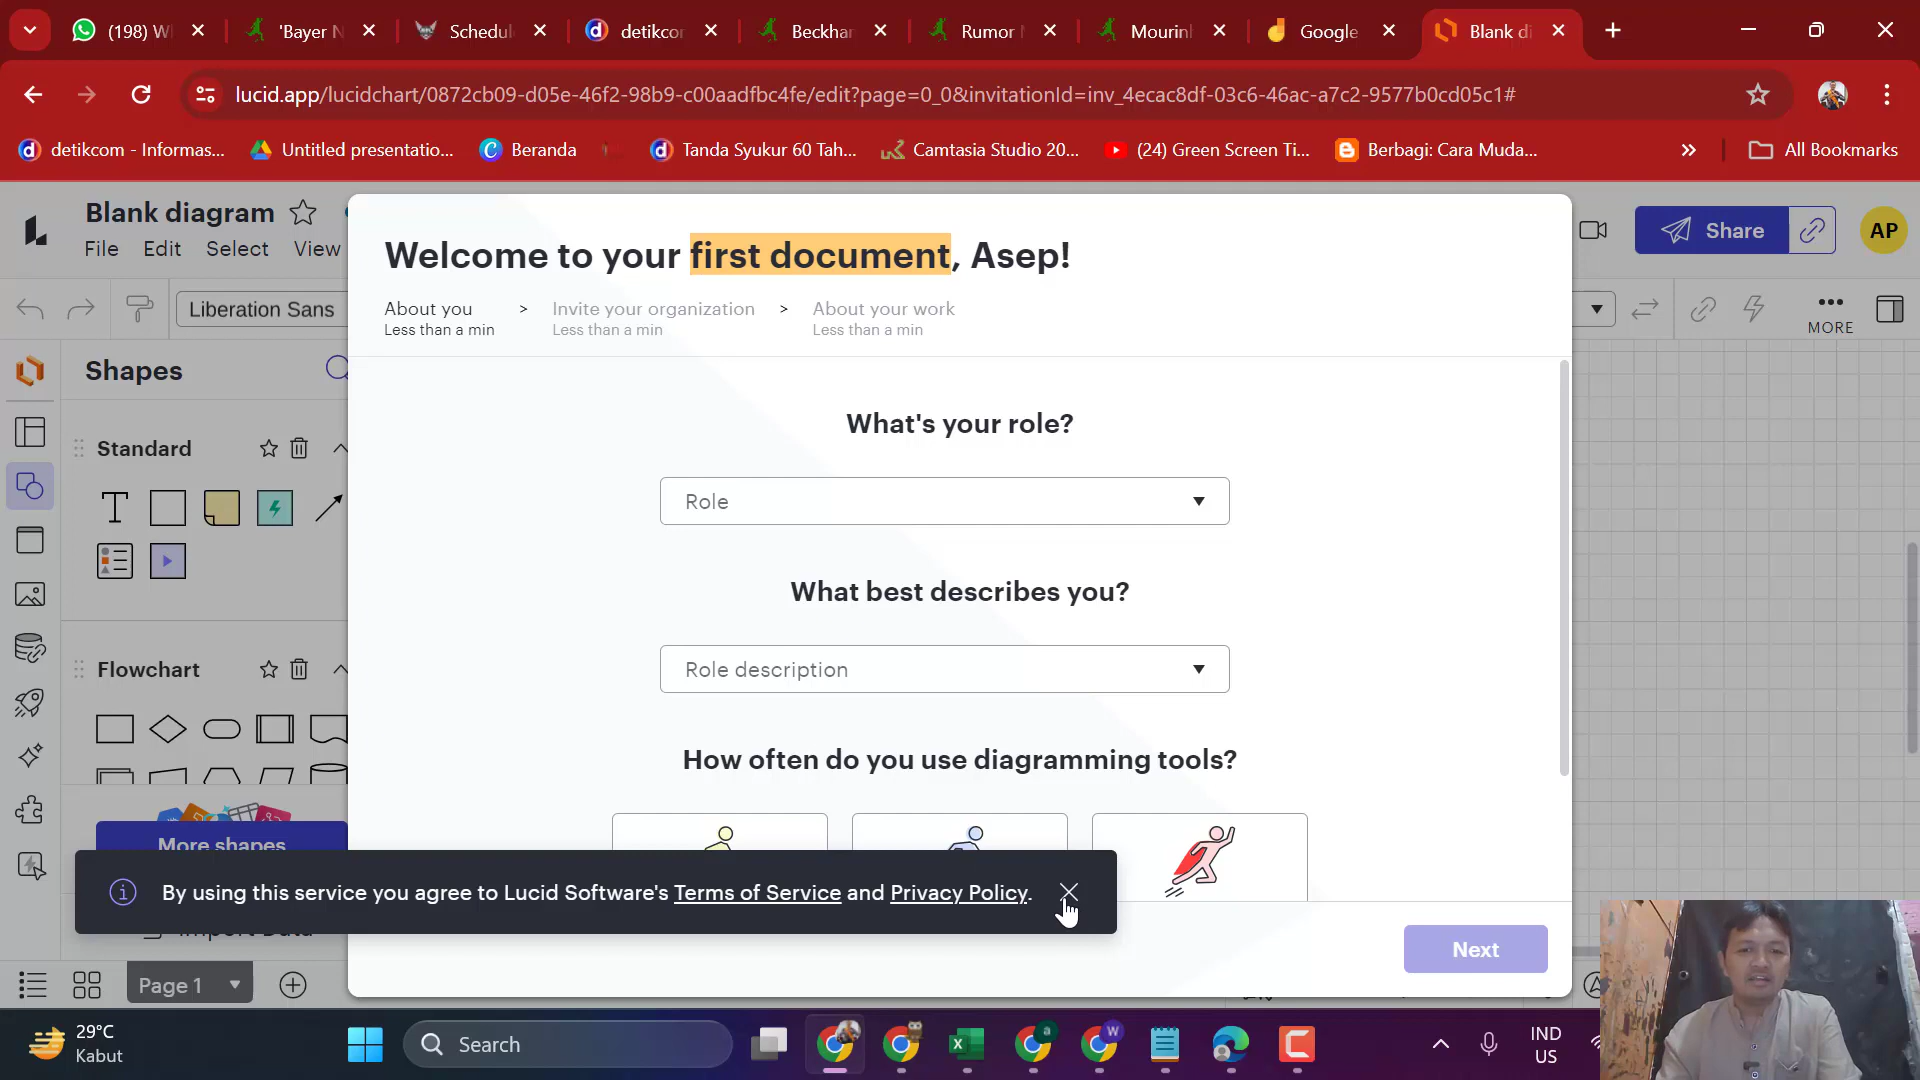 (198) W
'Bayer N
Schedul
detikcor
Beckhar
Rumor
Mourin
Google
Blank di
lucid.app/lucidchart/0872cb09-d05e-46f2-98b9-c00aadfbc4fe/edit?page=0_0&invitationId=inv_4ecac8df-03c6-46ac-a7c2-9577b0cd05c1#
detikcom - Informas...
Untitled presentatio...
Beranda
Tanda Syukur 60 Tah...
Camtasia Studio 20...
(24) Green Screen Ti...
Berbagi: Cara Muda...
All Bookmarks
Blank diagram
File Edit Select View
Share
AP
Liberation Sans
MORE
Welcome to your first document, Asep!
About you > Invite your organization > About your work
Less than a min Less than a min Less than a min
Shapes
Standard
Flowchart
More shapes
Import Data
What's your role?
Role
What best describes you?
Role description
How often do you use diagramming tools?
By using this service you agree to Lucid Software's Terms of Service and Privacy Policy.
Next
Page 1
29°C
Kabut
Search
IND
US